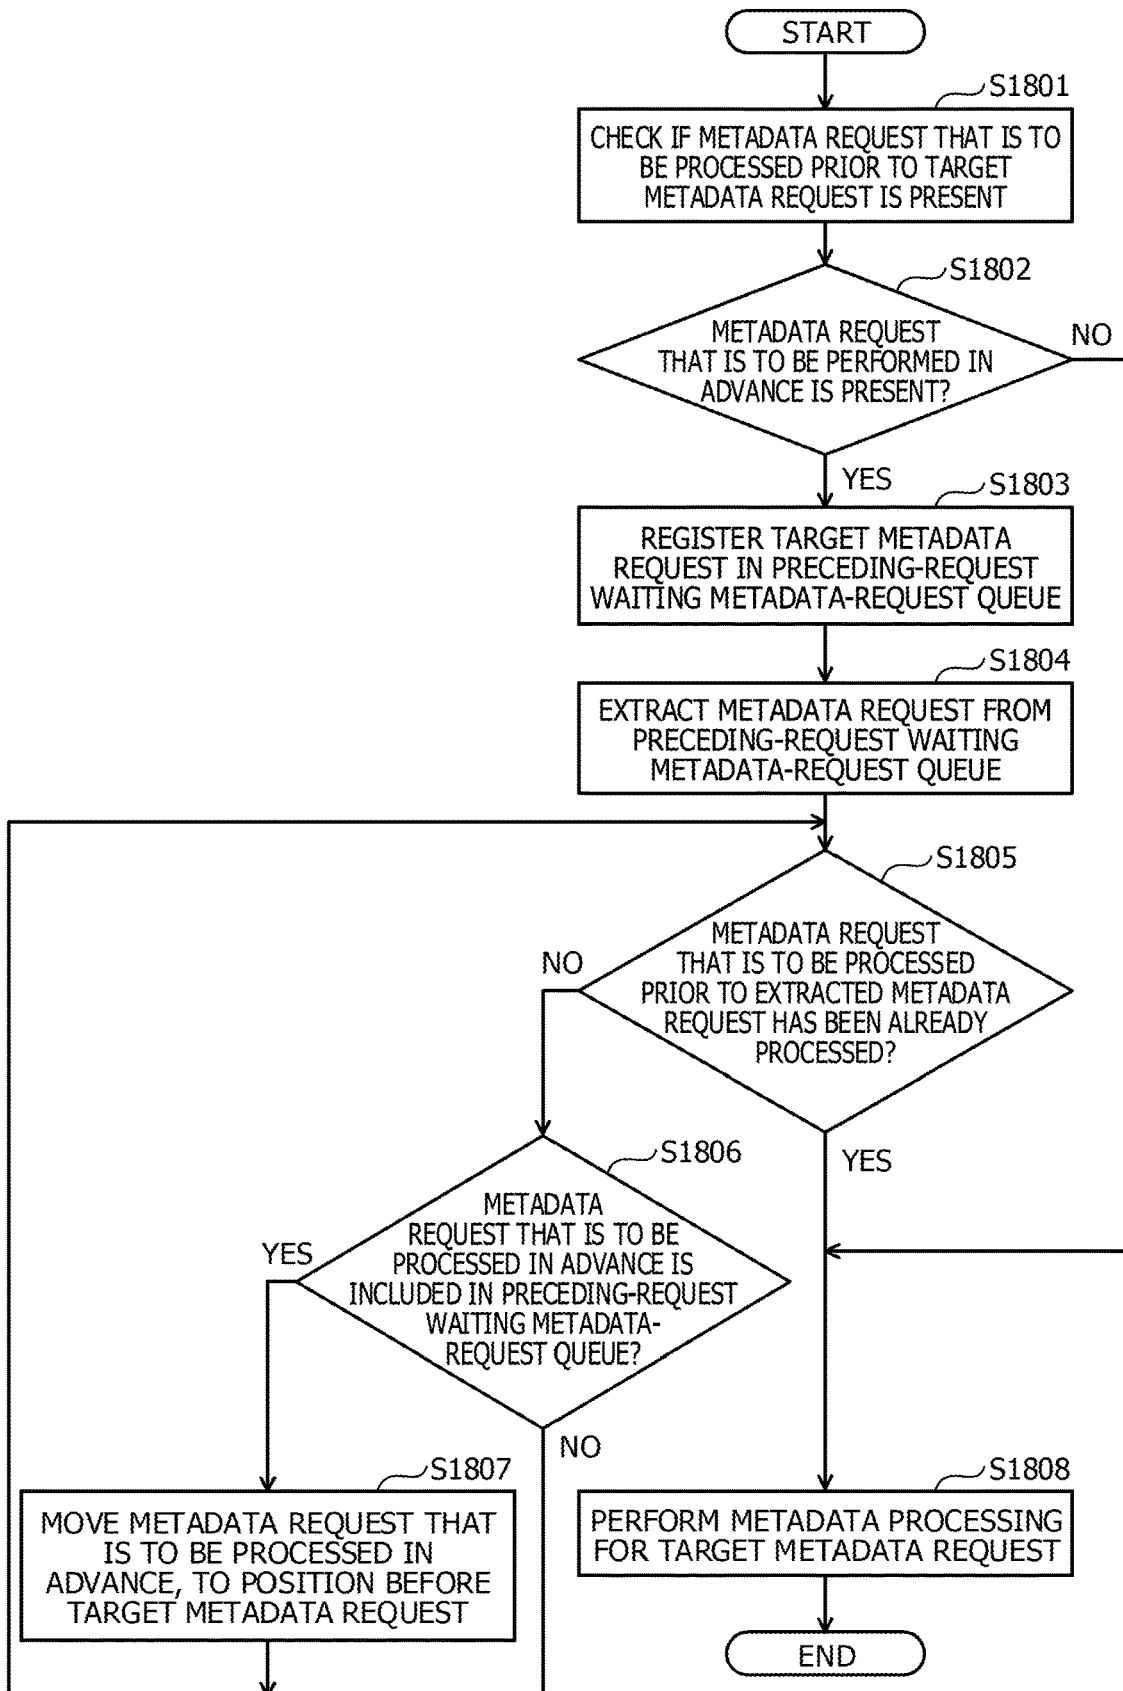 START
S1801
CHECK IF METADATA REQUEST THAT IS TO
BE PROCESSED PRIOR TO TARGET
METADATA REQUEST IS PRESENT
S1802
METADATA REQUEST
THAT IS TO BE PERFORMED IN
ADVANCE IS PRESENT?
NO
YES
S1803
REGISTER TARGET METADATA
REQUEST IN PRECEDING-REQUEST
WAITING METADATA-REQUEST QUEUE
S1804
EXTRACT METADATA REQUEST FROM
PRECEDING-REQUEST WAITING
METADATA-REQUEST QUEUE
S1805
METADATA REQUEST
THAT IS TO BE PROCESSED
PRIOR TO EXTRACTED METADATA
REQUEST HAS BEEN ALREADY
PROCESSED?
NO
YES
S1806
METADATA
REQUEST THAT IS TO BE
PROCESSED IN ADVANCE IS
INCLUDED IN PRECEDING-REQUEST
WAITING METADATA-
REQUEST QUEUE?
YES
NO
S1807
MOVE METADATA REQUEST THAT
IS TO BE PROCESSED IN
ADVANCE, TO POSITION BEFORE
TARGET METADATA REQUEST
S1808
PERFORM METADATA PROCESSING
FOR TARGET METADATA REQUEST
END